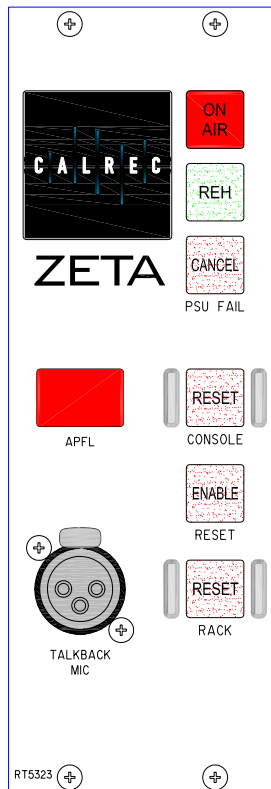 CALREC
ZETA
ON
AIR
REH
CANCEL
PSU FAIL
APFL
RESET
CONSOLE
ENABLE
RESET
RESET
RACK
TALKBACK
MIC
RT5323